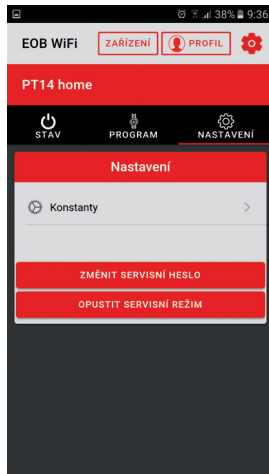 38% 9:36
EOB WiFi ZAŘÍZENÍ PROFIL
PT14 home
STAV PROGRAM NASTAVENÍ
Nastavení
Konstanty
ZMĚNIT SERVISNÍ HESLO
OPUSTIT SERVISNÍ REŽIM